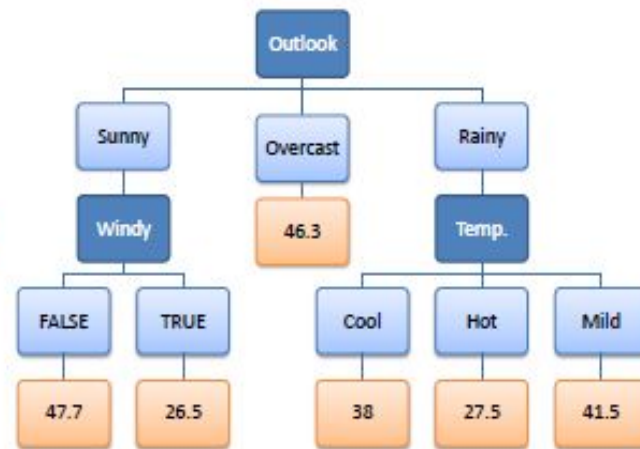 Outlook
Sunny
Overcast
Rainy
Windy
46.3
Temp.
FALSE
TRUE
Cool
Hot
Mild
47.7
26.5
38
27.5
41.5